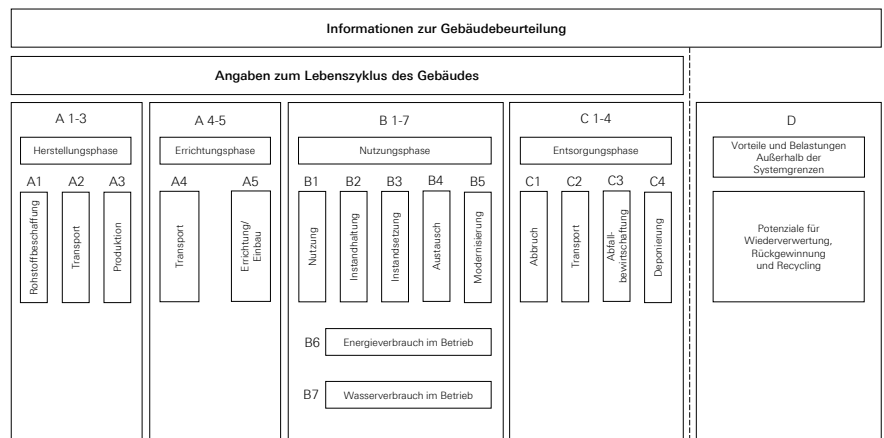 Informationen zur Gebäudebeurteilung
Angaben zum Lebenszyklus des Gebäudes
A 1-3
Herstellungsphase
A1
A2
A3
Rohstoffbeschaffung
Transport
Produktion
A 4-5
Errichtungsphase
A4
A5
Transport
Errichtung/
Einbau
B 1-7
Nutzungsphase
B1
B2
B3
B4
B5
Nutzung
Instandhaltung
Instandsetzung
Austausch
Modernisierung
B6
Energieverbrauch im Betrieb
B7
Wasserverbrauch im Betrieb
C 1-4
Entsorgungsphase
C1
C2
C3
C4
Abbruch
Transport
Abfall-
bewirtschaftung
Deponierung
D
Vorteile und Belastungen
Außerhalb der
Systemgrenzen
Potenziale für
Wiederverwertung,
Rückgewinnung
und Recycling